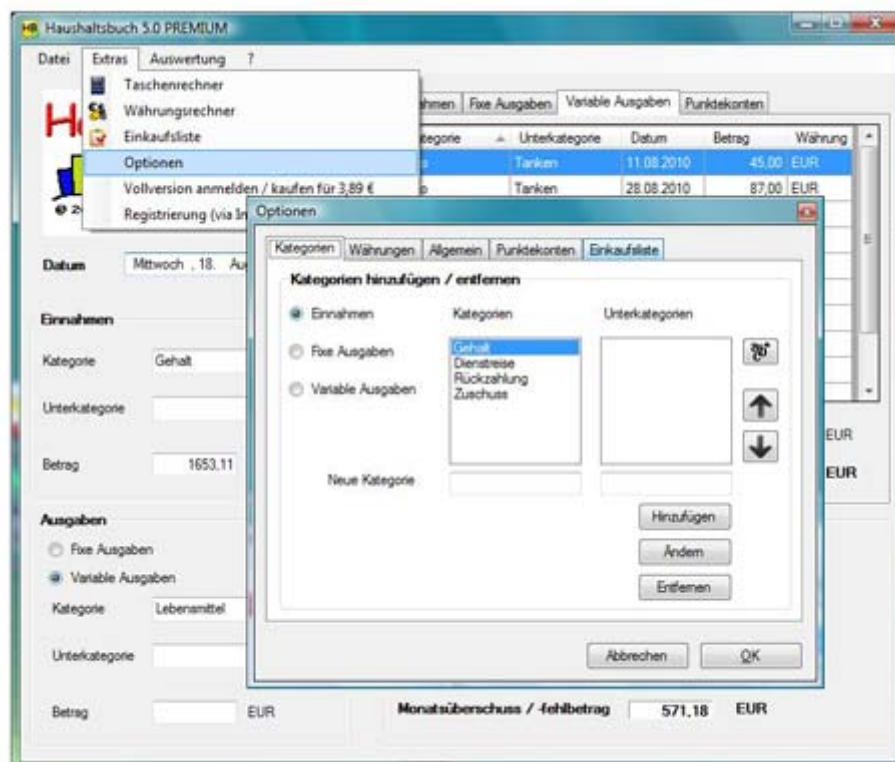 Haushaltsbuch 5.0 PREMIUM
Datei Extras Auswertung ?
Taschenrechner
Währungsrechner
Einkaufsliste
Optionen
Vollversion anmelden / kaufen für 3,89 €
Registrierung (via
Fixe Ausgaben Variable Ausgaben Punktekonten
Unterkategorie Datum Betrag Währung
Tanken 11.08.2010 45,00 EUR
Tanken 28.08.2010 87,00 EUR
Datum Mittwoch , 18.
Einnahmen
Kategorie Gehalt
Unterkategorie
Betrag 1653,11
EUR
EUR
Ausgaben
Fixe Ausgaben
Variable Ausgaben
Kategorie Lebensmittel
Unterkategorie
Betrag EUR
Monatsüberschuss / -fehlbetrag 571,18 EUR
Optionen
Kategorien Währungen Allgemein Punktekonten Einkaufsliste
Kategorien hinzufügen / entfernen
Einnahmen Kategorien Unterkategorien
Fixe Ausgaben
Variable Ausgaben
Gehalt
Dienstreise
Rückzahlung
Zuschuss
Neue Kategorie
Hinzufügen
Ändern
Entfernen
Abbrechen OK